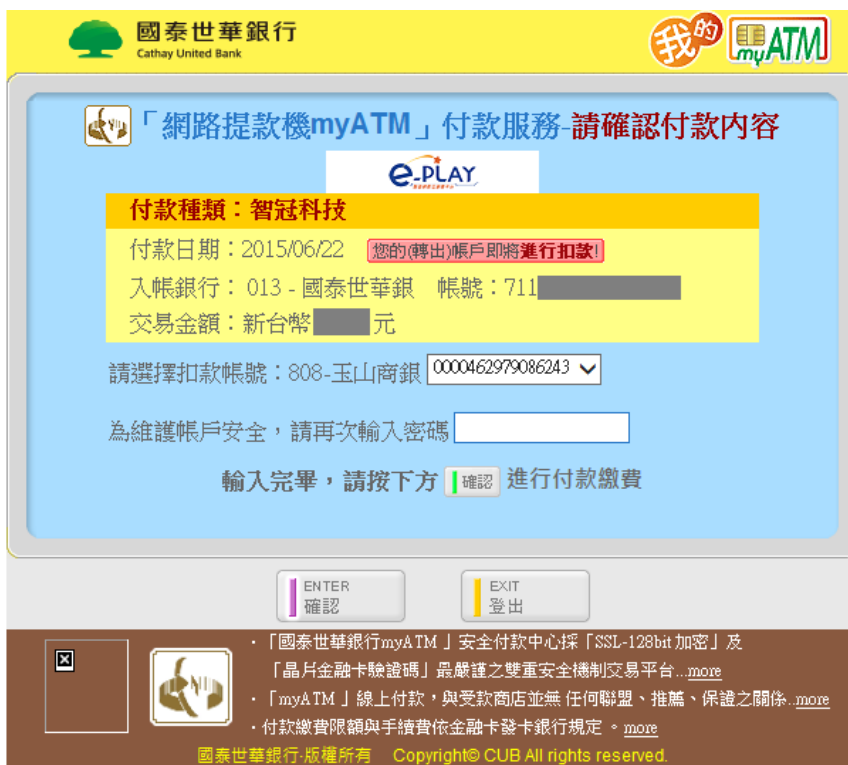 國泰世華銀行
Cathay United Bank
我的 myATM
「網路提款機myATM」付款服務-請確認付款內容
e-PLAY
付款種類：智冠科技
付款日期：2015/06/22 您的(轉出)帳戶即將進行扣款!
入帳銀行： 013 - 國泰世華銀 帳號：711
交易金額：新台幣 元
請選擇扣款帳號：808-玉山商銀 0000462979086243
為維護帳戶安全，請再次輸入密碼
輸入完畢，請按下方 確認 進行付款繳費
ENTER
確認
EXIT
登出
·「國泰世華銀行myATM 」安全付款中心採「SSL-128bit 加密」及
「晶片金融卡驗證碼」最嚴謹之雙重安全機制交易平台...more
·「myATM 」線上付款，與受款商店並無 任何聯盟、推薦、保證之關係..more
· 付款繳費限額與手續費依金融卡發卡銀行規定 。more
國泰世華銀行‧版權所有 Copyright© CUB All rights reserved.